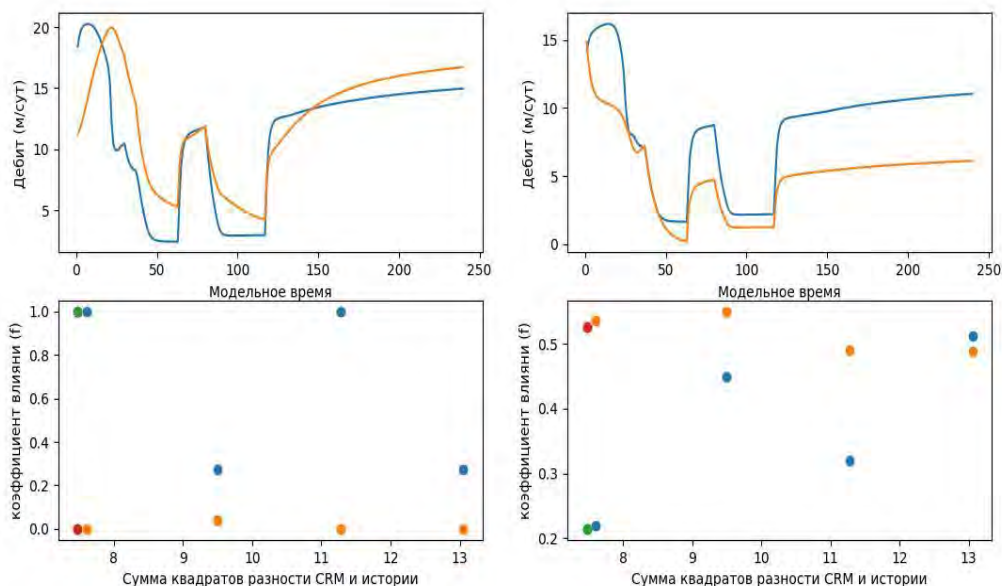 20
15
10
5
Дебит (м/сут)
0 50 100 150 200 250
Модельное время
15
10
5
0
Дебит (м/сут)
0 50 100 150 200 250
Модельное время
1.0
0.8
0.6
0.4
0.2
0.0
коэффициент влияни (f)
8 9 10 11 12 13
Сумма квадратов разности CRM и истории
0.5
0.4
0.3
0.2
коэффициент влияни (f)
8 9 10 11 12 13
Сумма квадратов разности CRM и истории